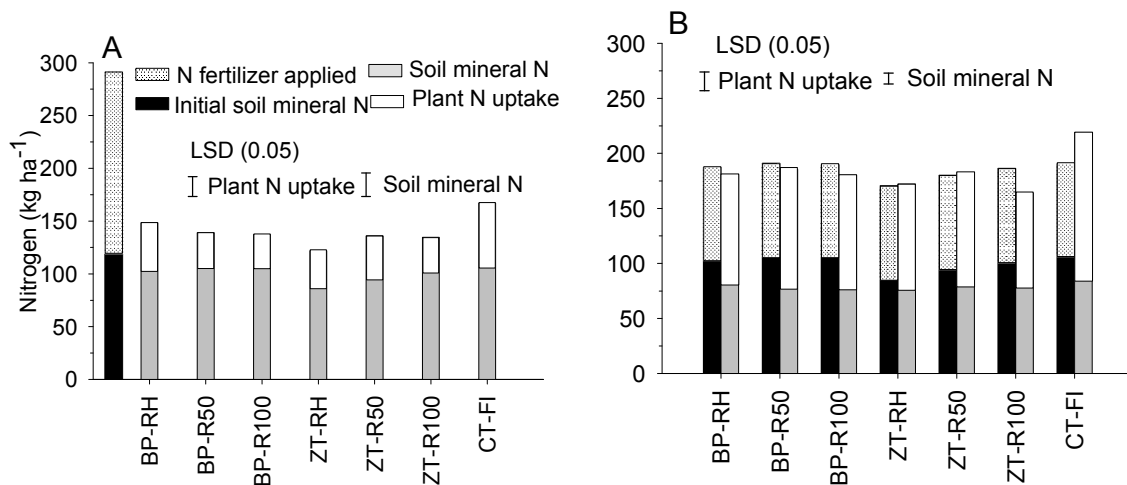 A
300
250
200
150
100
50
0
Nitrogen (kg ha-1)
N fertilizer applied
Soil mineral N
Initial soil mineral N
Plant N uptake
LSD (0.05)
Plant N uptake
Soil mineral N
BP-RH
BP-R50
BP-R100
ZT-RH
ZT-R50
ZT-R100
CT-FI
B
300
250
200
150
100
50
0
LSD (0.05)
Plant N uptake
Soil mineral N
BP-RH
BP-R50
BP-R100
ZT-RH
ZT-R50
ZT-R100
CT-FI